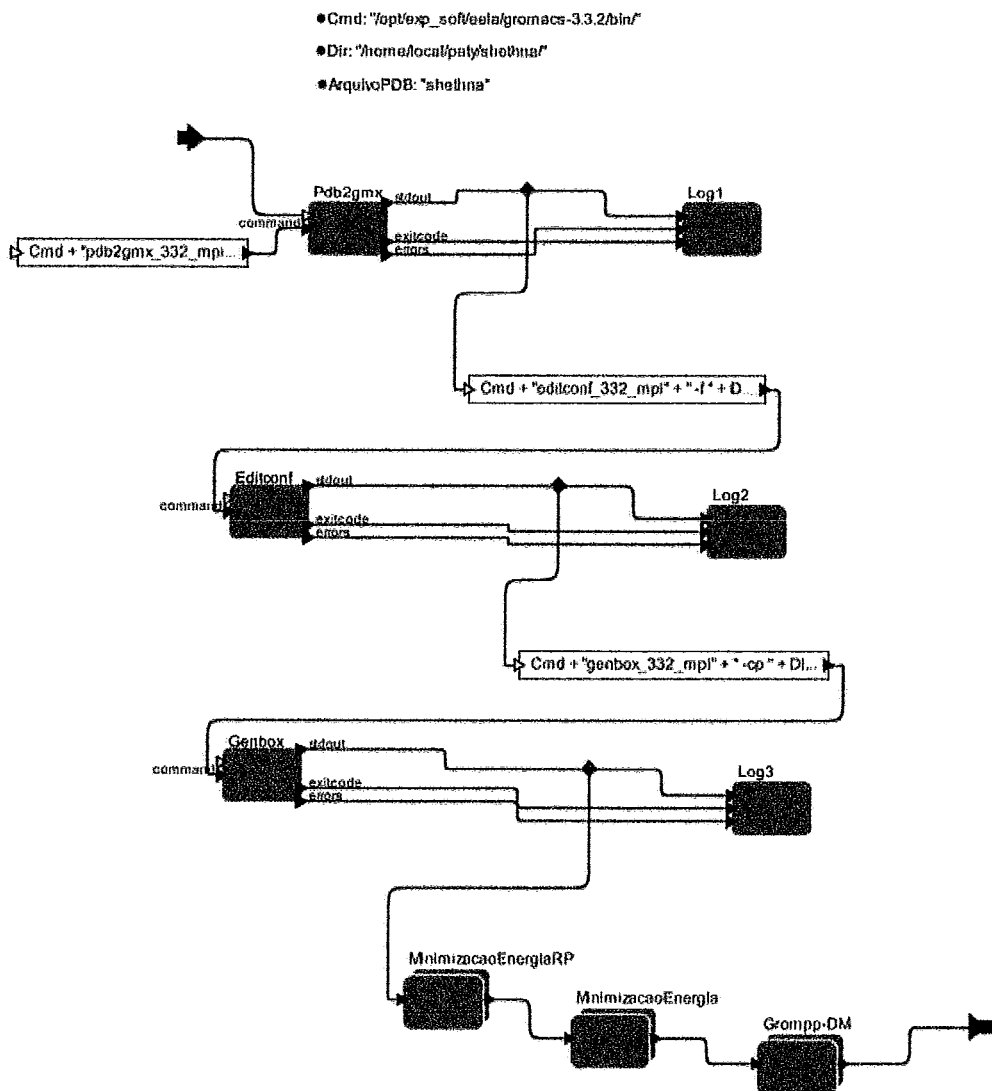 ●Cmd: "/opt/exp_soft/eela/gromacs-3.3.2/bin/"
●Dir: "/home/local/paty/shethna/"
●ArquivoPDB: "shethna"
Pdb2gmx
stdout
Log1
command
exitcode
errors
Cmd + "pdb2gmx_332_mpi...
Cmd + "editconf_332_mpi" + " -f " + D...
Editconf
stdout
Log2
command
exitcode
errors
Cmd + "genbox_332_mpi" + " -cp " + Di...
Genbox
stdout
Log3
command
exitcode
errors
MinimizacaoEnergiaRP
MinimizacaoEnergia
Grompp-DM